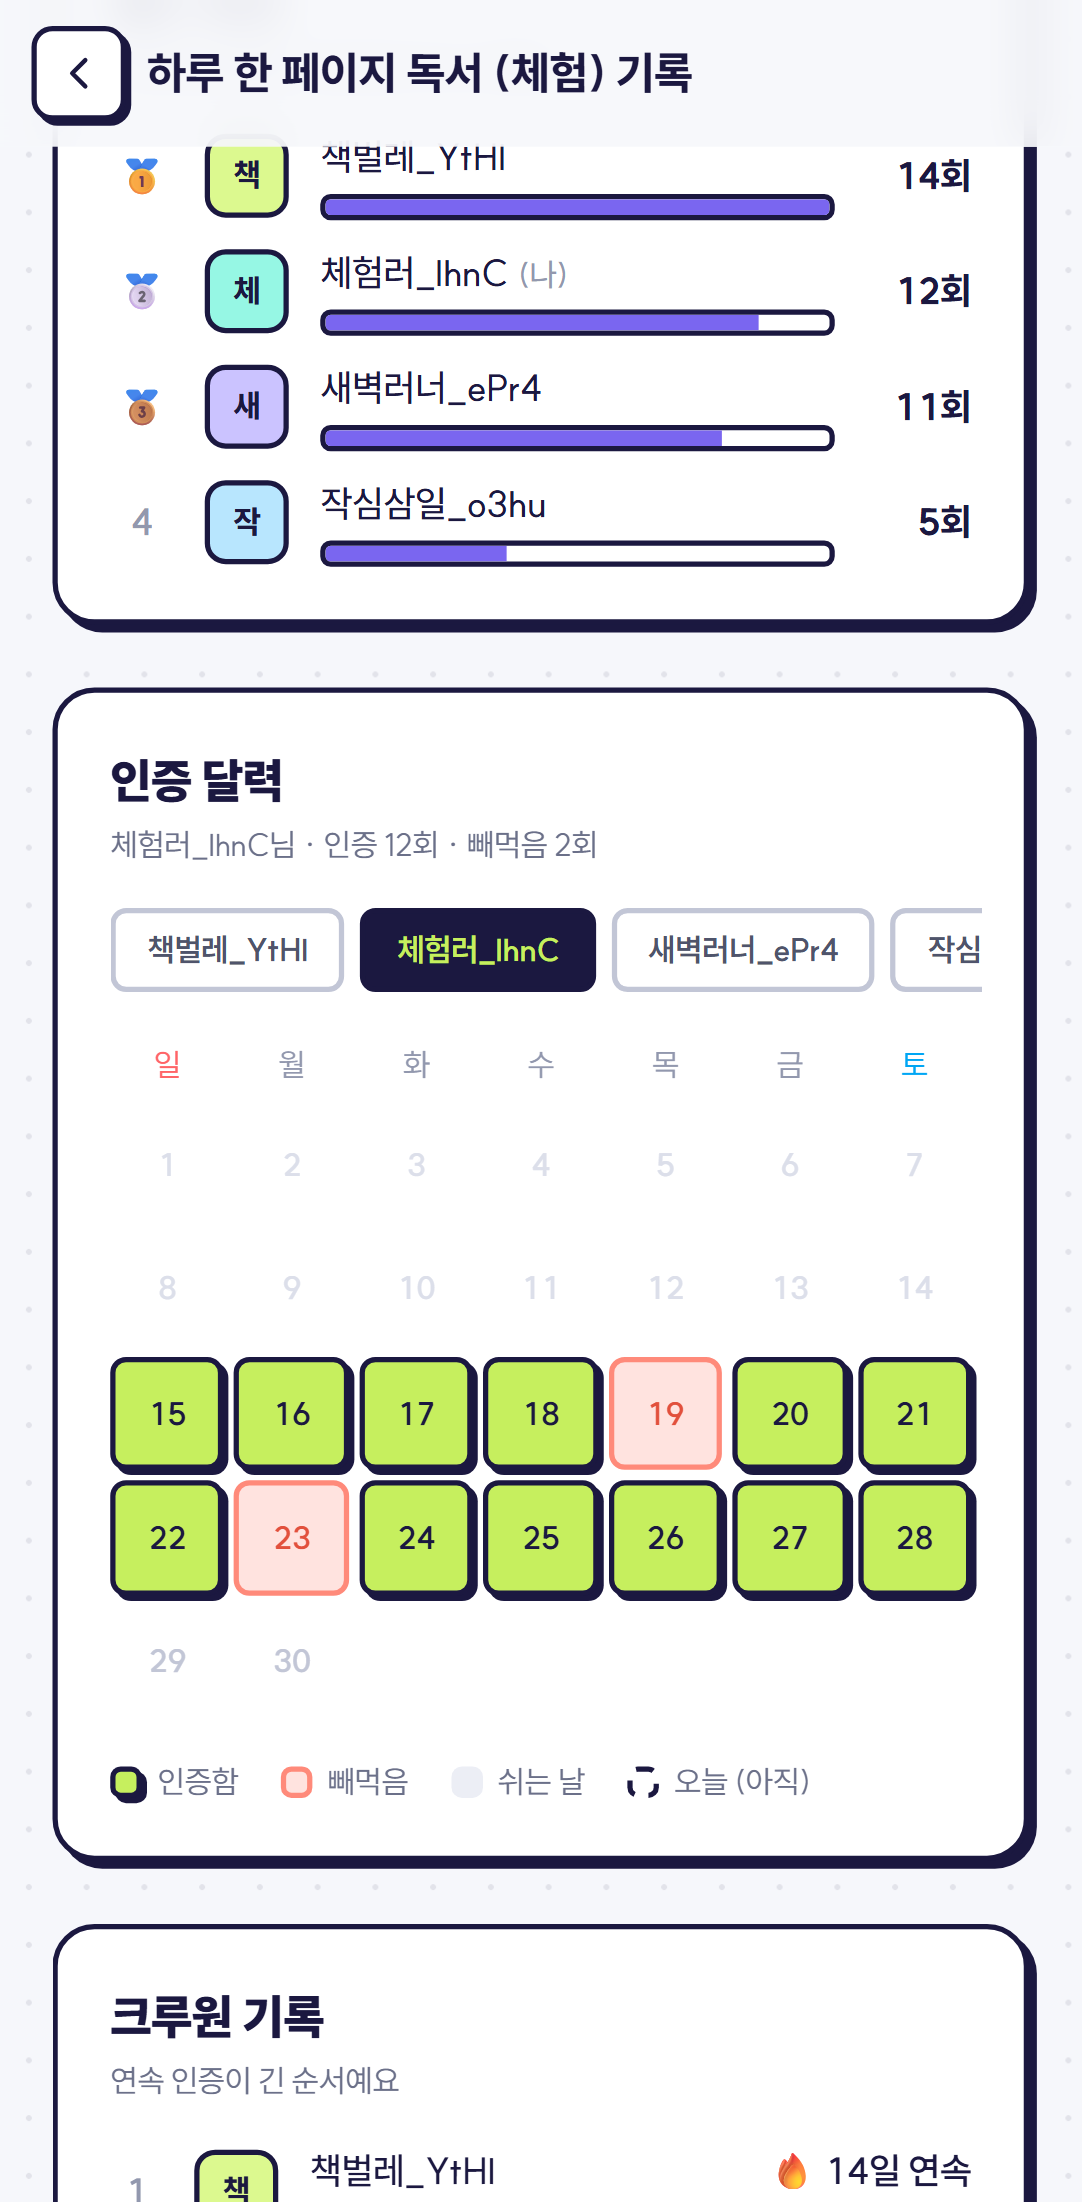 하루 한 페이지 독서 (체험) 기록
1 책 책벌레_YtHI 14회
2 체 체험러_IhnC (나) 12회
3 새 새벽러너_ePr4 11회
4 작 작심삼일_o3hu 5회
인증 달력
체험러_IhnC님 · 인증 12회 · 빼먹음 2회
책벌레_YtHI 체험러_IhnC 새벽러너_ePr4 작심
일 월 화 수 목 금 토
1 2 3 4 5 6 7
8 9 10 11 12 13 14
15 16 17 18 19 20 21
22 23 24 25 26 27 28
29 30
인증함 빼먹음 쉬는 날 오늘 (아직)
크루원 기록
연속 인증이 긴 순서예요
1 책 책벌레_YtHI 14일 연속